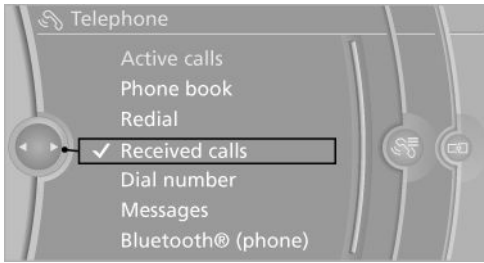 Telephone
Active calls
Phone book
Redial
Received calls
Dial number
Messages
Bluetooth® (phone)